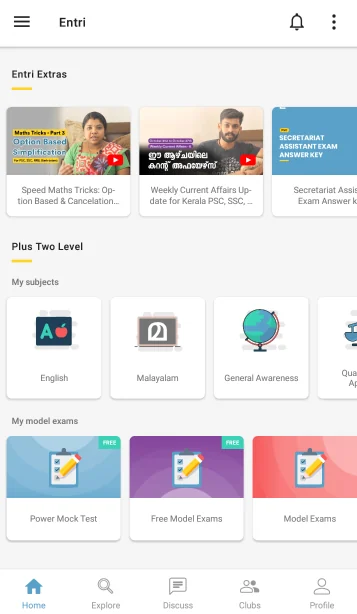 Entri
Entri Extras
Maths Tricks - Part 3
Option Based
Simplification
Speed Maths Tricks: Op-
tion Based & Cancelation...
ഈ ആഴ്ചയിലെ
കറന്റ് അഫയേഴ്സ്
Weekly Current Affairs Up-
date for Kerala PSC, SSC, ...
SECRETARIAT
ASSISTANT EXAM
ANSWER KEY
Secretariat Assis
Exam Answer k
Plus Two Level
My subjects
A
English
മ
Malayalam
General Awareness
Qua
Ap
My model exams
FREE
Power Mock Test
FREE
Free Model Exams
Model Exams
Home
Explore
Discuss
Clubs
Profile